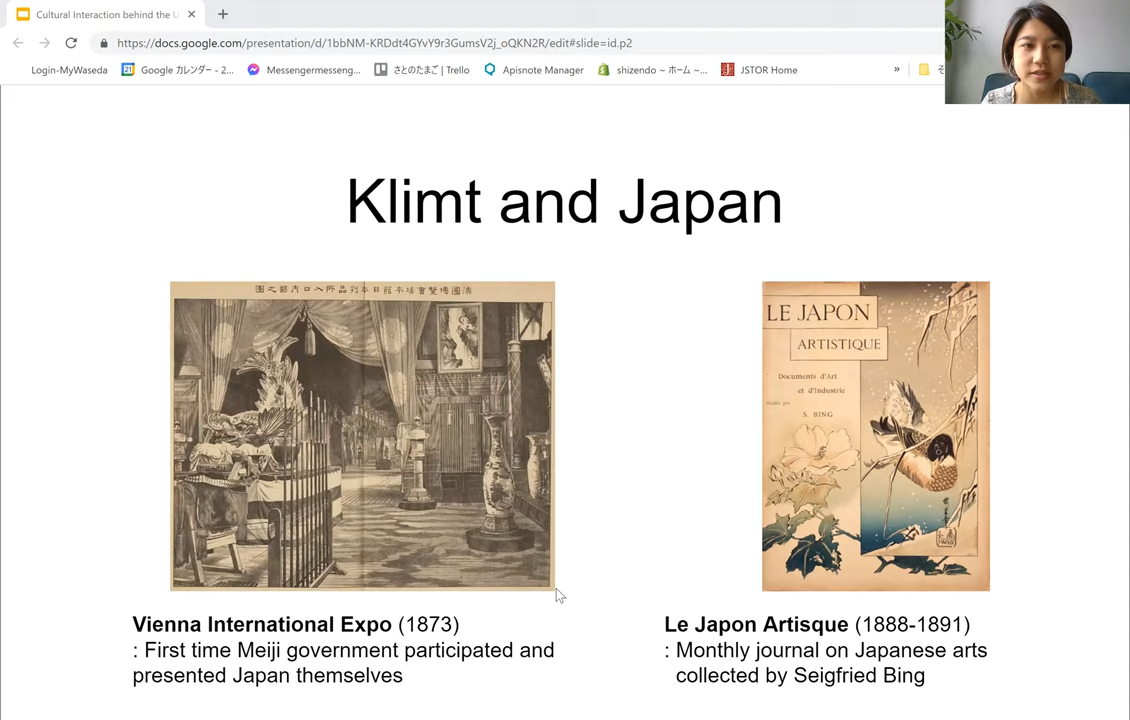 Cultural Interaction behind the U
https://docs.google.com/presentation/d/1bbNM-KRDdt4GYvY9r3GumsV2j_oQKN2R/edit#slide=id.p2
Login-MyWaseda
Google カレンダー - 2...
Messengermesseng...
さとのたまご | Trello
Apisnote Manager
shizendo ~ ホーム ~...
JSTOR Home
»
そ
Klimt and Japan
LE JAPON
ARTISTIQUE
Documents d'Art
et d'Industrie
S. BING
Vienna International Expo (1873)
: First time Meiji government participated and
presented Japan themselves
Le Japon Artisque (1888-1891)
: Monthly journal on Japanese arts
collected by Seigfried Bing